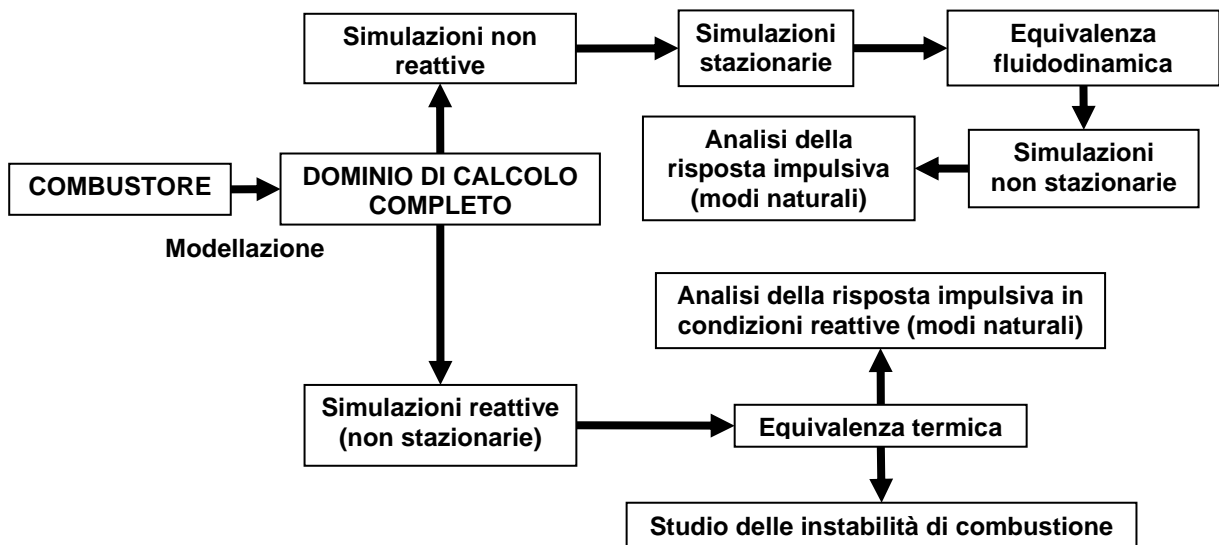 Simulazioni non
reattive
Simulazioni
stazionarie
Equivalenza
fluidodinamica
COMBUSTORE
DOMINIO DI CALCOLO
COMPLETO
Analisi della
risposta impulsiva
(modi naturali)
Simulazioni
non stazionarie
Modellazione
Analisi della risposta impulsiva in
condizioni reattive (modi naturali)
Simulazioni reattive
(non stazionarie)
Equivalenza termica
Studio delle instabilità di combustione